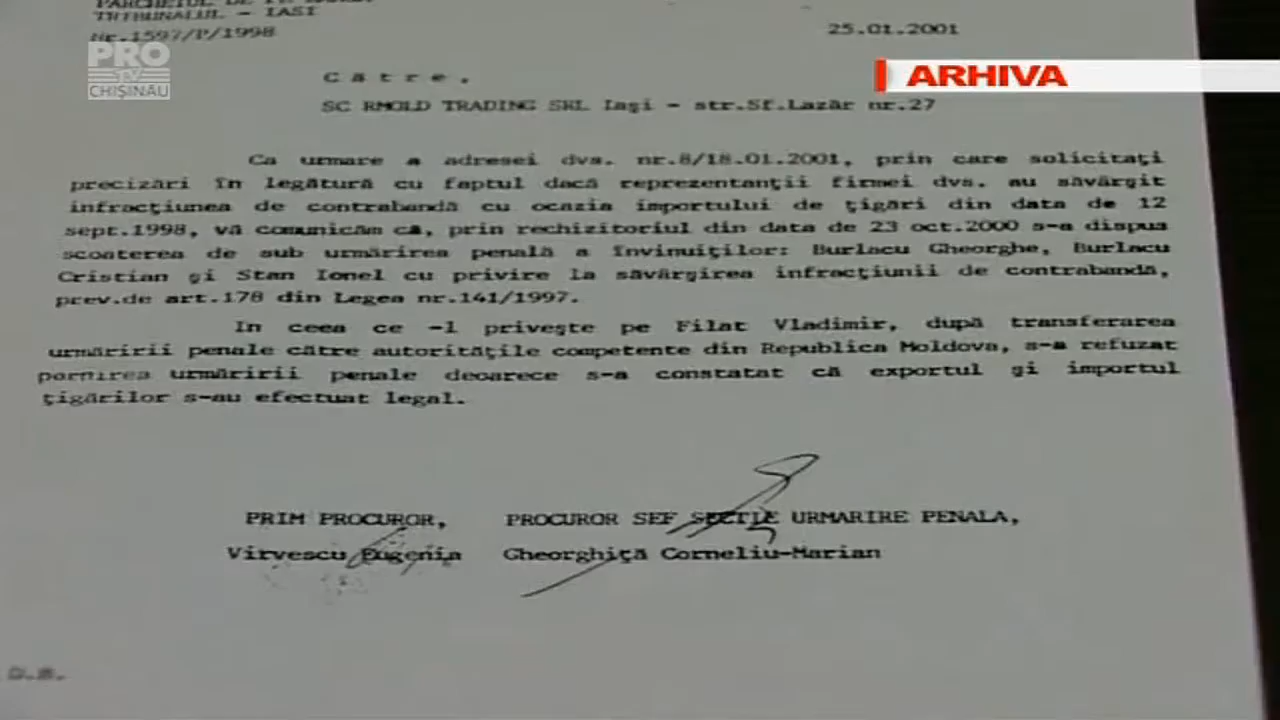 PARCHETUL DE PE
TRIBUNALUL - IASI
Nr.1597/P/1998
25.01.2001
PRO
TV
CHIȘINĂU
ARHIVA
Către,
SC RMOLD TRADING SRL Iaşi - str.Sf.Lazăr nr.27
Ca urmare a adresei dvs. nr.8/18.01.2001, prin care solicitaţi
precizări în legătură cu faptul dacă reprezentanţii firmei dvs. au săvârşit
infracţiunea de contrabandă cu ocazia importului de ţigări din data de 12
sept.1998, vă comunicăm că, prin rechizitoriul din data de 23 oct.2000 s-a dispus
scoaterea de sub urmărirea penală a învinuiţilor: Burlacu Gheorghe, Burlacu
Cristian şi Stan Ionel cu privire la săvârşirea infracţiunii de contrabandă,
prev.de art.178 din Legea nr.141/1997.
In ceea ce -l priveşte pe Filat Vladimir, după transferarea
urmăririi penale către autorităţile competente din Republica Moldova, s-a refuzat
pornirea urmăririi penale deoarece s-a constatat că exportul şi importul
ţigărilor s-au efectuat legal.
PRIM PROCUROR, PROCUROR SEF SECTIE URMARIRE PENALA,
Virvescu Eugenia Gheorghiţă Corneliu-Marian